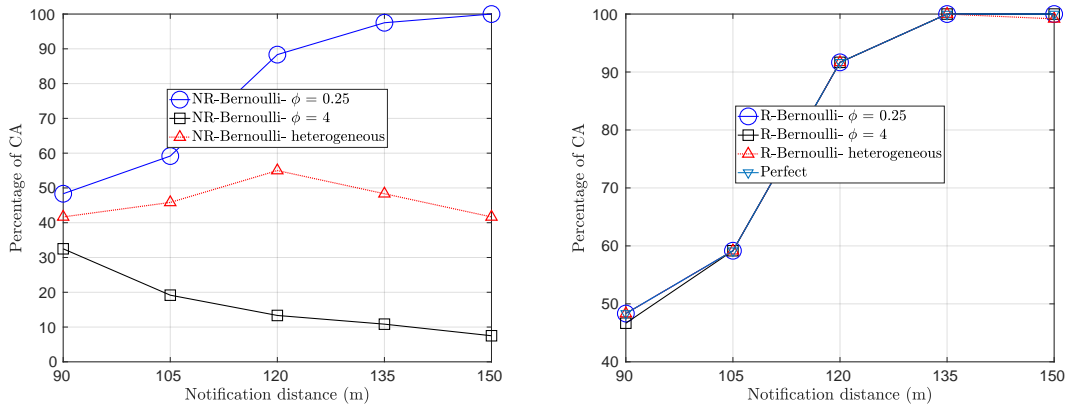 100
90
80
70
60
50
40
30
20
10
0
Percentage of CA
NR-Bernoulli- ϕ = 0.25
NR-Bernoulli- ϕ = 4
NR-Bernoulli- heterogeneous
90 105 120 135 150
Notification distance (m)
100
90
80
70
60
50
40
Percentage of CA
R-Bernoulli- ϕ = 0.25
R-Bernoulli- ϕ = 4
R-Bernoulli- heterogeneous
Perfect
90 105 120 135 150
Notification distance (m)